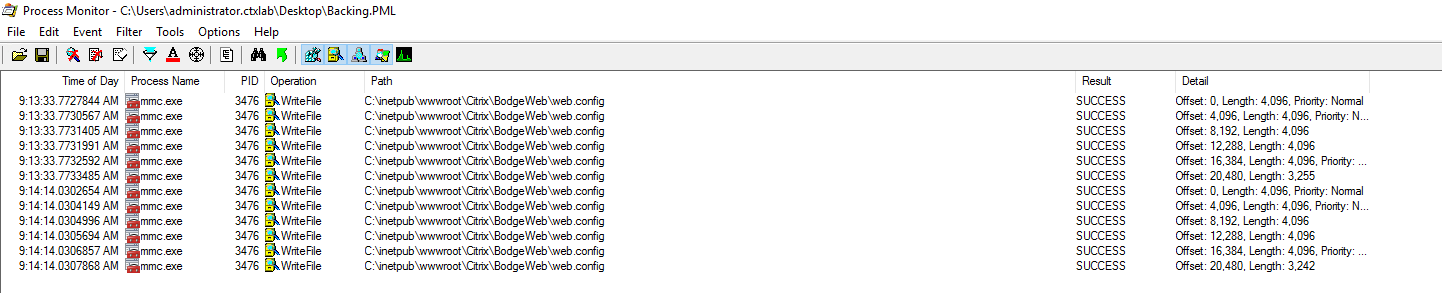 Process Monitor - C:\Users\administrator.ctxlab\Desktop\Backing.PML
File Edit Event Filter Tools Options Help
Time of Day Process Name PID Operation Path Result Detail
9:13:33.7727844 AM mmc.exe 3476 WriteFile C:\inetpub\wwwroot\Citrix\BodgeWeb\web.config SUCCESS Offset: 0, Length: 4,096, Priority: Normal
9:13:33.7730567 AM mmc.exe 3476 WriteFile C:\inetpub\wwwroot\Citrix\BodgeWeb\web.config SUCCESS Offset: 4,096, Length: 4,096, Priority: N...
9:13:33.7731405 AM mmc.exe 3476 WriteFile C:\inetpub\wwwroot\Citrix\BodgeWeb\web.config SUCCESS Offset: 8,192, Length: 4,096
9:13:33.7731991 AM mmc.exe 3476 WriteFile C:\inetpub\wwwroot\Citrix\BodgeWeb\web.config SUCCESS Offset: 12,288, Length: 4,096
9:13:33.7732592 AM mmc.exe 3476 WriteFile C:\inetpub\wwwroot\Citrix\BodgeWeb\web.config SUCCESS Offset: 16,384, Length: 4,096, Priority: ...
9:13:33.7733485 AM mmc.exe 3476 WriteFile C:\inetpub\wwwroot\Citrix\BodgeWeb\web.config SUCCESS Offset: 20,480, Length: 3,255
9:14:14.0302654 AM mmc.exe 3476 WriteFile C:\inetpub\wwwroot\Citrix\BodgeWeb\web.config SUCCESS Offset: 0, Length: 4,096, Priority: Normal
9:14:14.0304149 AM mmc.exe 3476 WriteFile C:\inetpub\wwwroot\Citrix\BodgeWeb\web.config SUCCESS Offset: 4,096, Length: 4,096, Priority: N...
9:14:14.0304996 AM mmc.exe 3476 WriteFile C:\inetpub\wwwroot\Citrix\BodgeWeb\web.config SUCCESS Offset: 8,192, Length: 4,096
9:14:14.0305694 AM mmc.exe 3476 WriteFile C:\inetpub\wwwroot\Citrix\BodgeWeb\web.config SUCCESS Offset: 12,288, Length: 4,096
9:14:14.0306857 AM mmc.exe 3476 WriteFile C:\inetpub\wwwroot\Citrix\BodgeWeb\web.config SUCCESS Offset: 16,384, Length: 4,096, Priority: ...
9:14:14.0307868 AM mmc.exe 3476 WriteFile C:\inetpub\wwwroot\Citrix\BodgeWeb\web.config SUCCESS Offset: 20,480, Length: 3,242